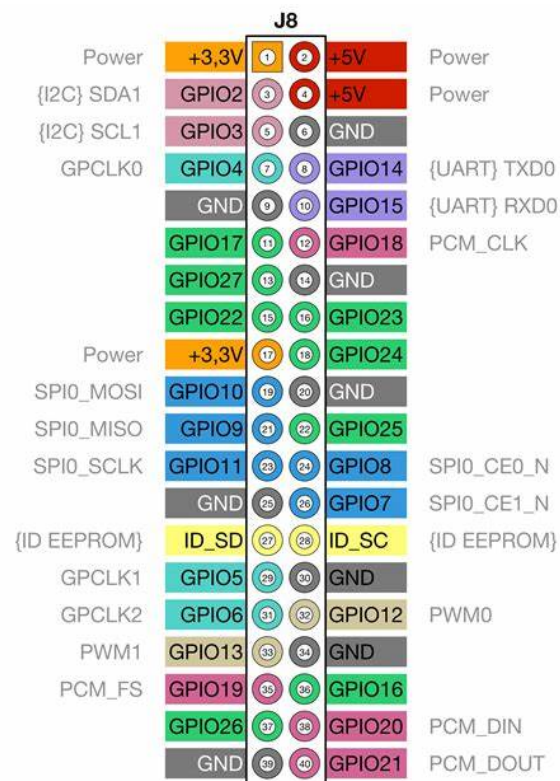 J8
Power +3,3V 1 2 +5V Power
{I2C} SDA1 GPIO2 3 4 +5V Power
{I2C} SCL1 GPIO3 5 6 GND
GPCLK0 GPIO4 7 8 GPIO14 {UART} TXD0
GND 9 10 GPIO15 {UART} RXD0
GPIO17 11 12 GPIO18 PCM_CLK
GPIO27 13 14 GND
GPIO22 15 16 GPIO23
Power +3,3V 17 18 GPIO24
SPI0_MOSI GPIO10 19 20 GND
SPI0_MISO GPIO9 21 22 GPIO25
SPI0_SCLK GPIO11 23 24 GPIO8 SPI0_CE0_N
GND 25 26 GPIO7 SPI0_CE1_N
{ID EEPROM} ID_SD 27 28 ID_SC {ID EEPROM}
GPCLK1 GPIO5 29 30 GND
GPCLK2 GPIO6 31 32 GPIO12 PWM0
PWM1 GPIO13 33 34 GND
PCM_FS GPIO19 35 36 GPIO16
GPIO26 37 38 GPIO20 PCM_DIN
GND 39 40 GPIO21 PCM_DOUT